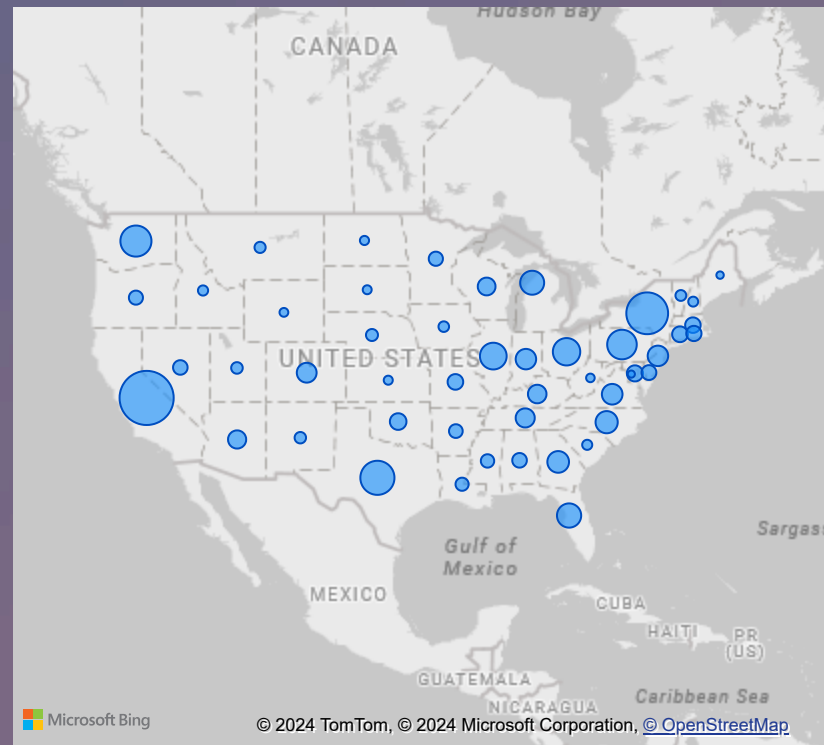 Hudson Bay
CANADA
UNITED STATES
Gulf of
Mexico
Sargass
MEXICO
CUBA
HAITI
PR
(US)
GUATEMALA
NICARAGUA
Caribbean Sea
Microsoft Bing
© 2024 TomTom, © 2024 Microsoft Corporation, © OpenStreetMap